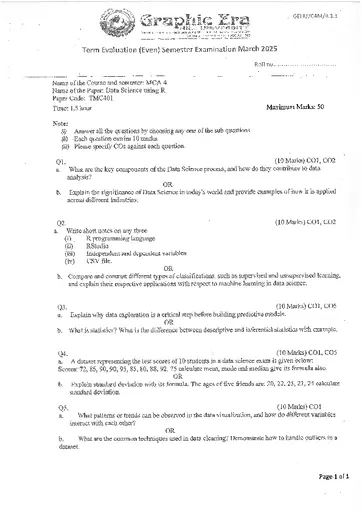 Graphic Era
Term Evaluation (Even) Semester Examination March 2025
Roll no
Name of the Course and semester: MCA 4
Name of the Paper: Data Science using R
Paper Code: TMC401
Time: 1.5 hour Maximum Marks: 50
Note:
(i) Answer all the questions by choosing any one of the sub questions
(ii) Each question carries 10 marks.
(iii) Please specify COs against each question.
Q1. (10 Marks) CO1, CO2
a. What are the key components of the Data Science process, and how do they contribute to data
analysis?
OR
b. Explain the significance of Data Science in today's world and provide examples of how it is applied
across different industries.
Q2. (10 Marks) CO1, CO2
a. Write short notes on any three
(i) R programming language
(ii) RStudio
(iii) Independent and dependent variables
(iv) CSV file.
OR
b. Compare and contrast different types of classifications, such as supervised and unsupervised learning,
and explain their respective applications with respect to machine learning in data science.
Q3. (10 Marks) CO1, CO6
a. Explain why data exploration is a critical step before building predictive models.
OR
b. What is statistics? What is the difference between descriptive and inferential statistics with example.
Q4. (10 Marks) CO1, CO5
a. A dataset representing the test scores of 10 students in a data science exam is given below:
Scores: 72, 85, 90, 90, 95, 85, 80, 88, 92, 75 calculate mean, mode and median give its formula also.
OR
b. Explain standard deviation with its formula. The ages of five friends are: 20, 22, 23, 23, 24 calculate
standard deviation.
Q5. (10 Marks) CO1
a. What patterns or trends can be observed in the data visualization, and how do different variables
interact with each other?
OR
b. What are the common techniques used in data cleaning? Demonstrate how to handle outliers in a
dataset.
Page 1 of 1